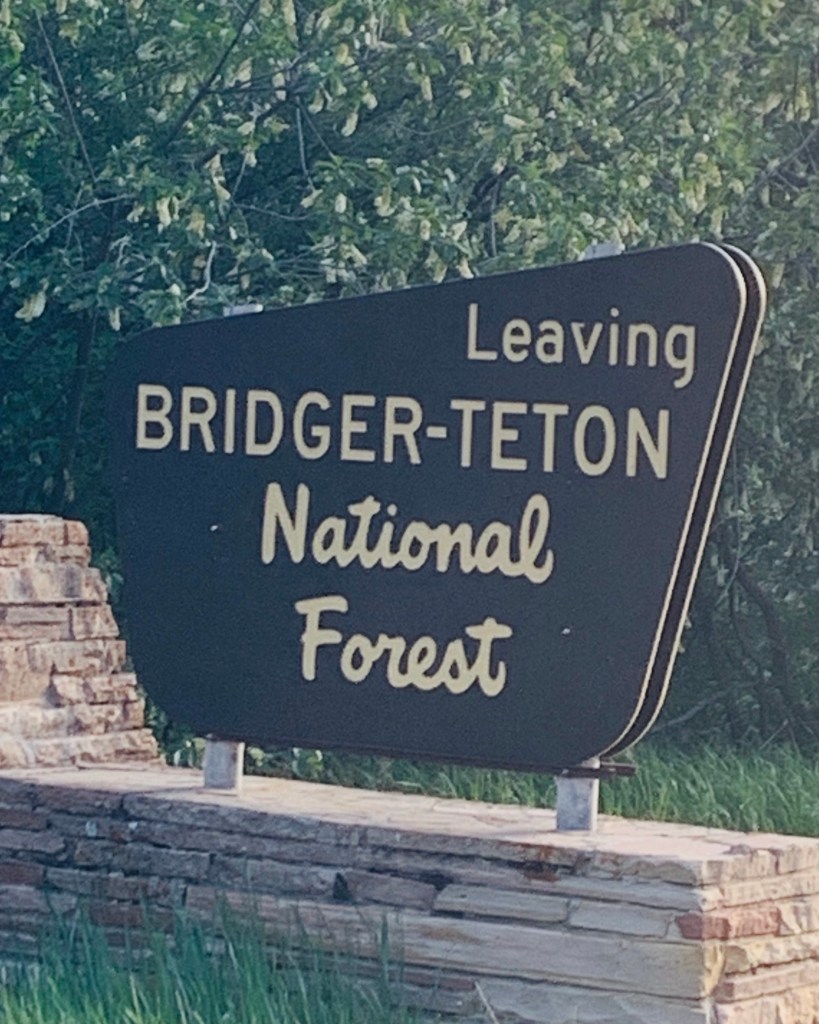 Leaving
BRIDGER-TETON
National
Forest